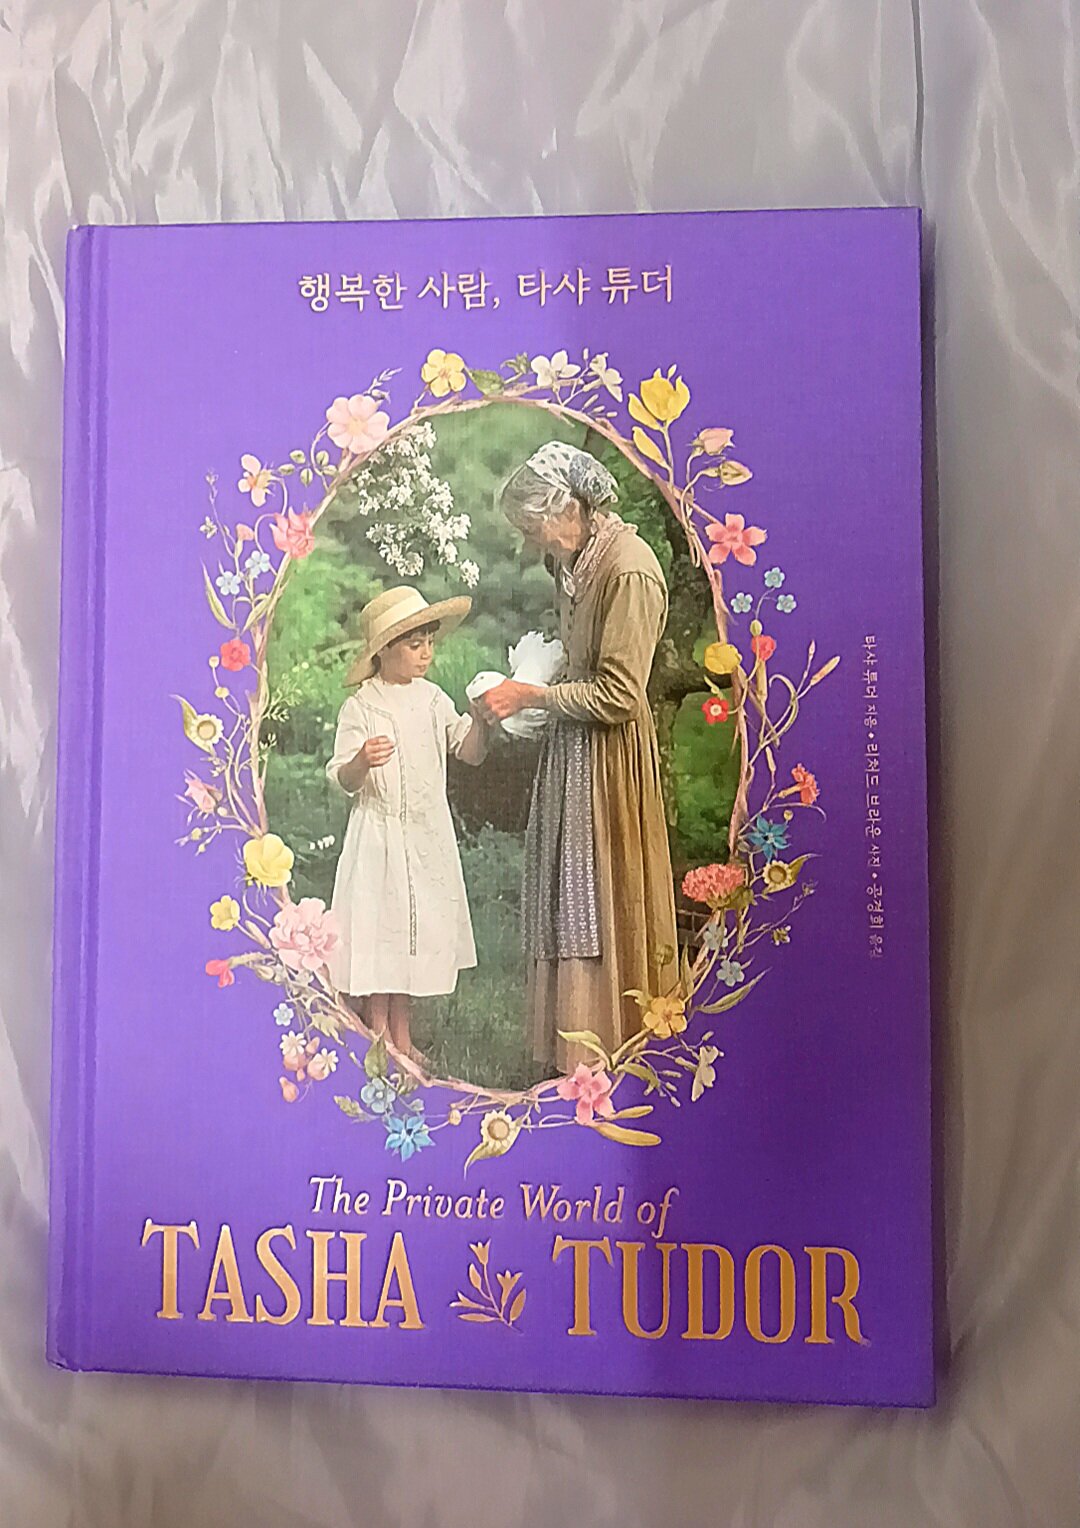 행복한 사람, 타샤 튜더
타샤 튜더 지음 • 리처드 브라운 사진 • 공경희 옮김
The Private World of
TASHA TUDOR